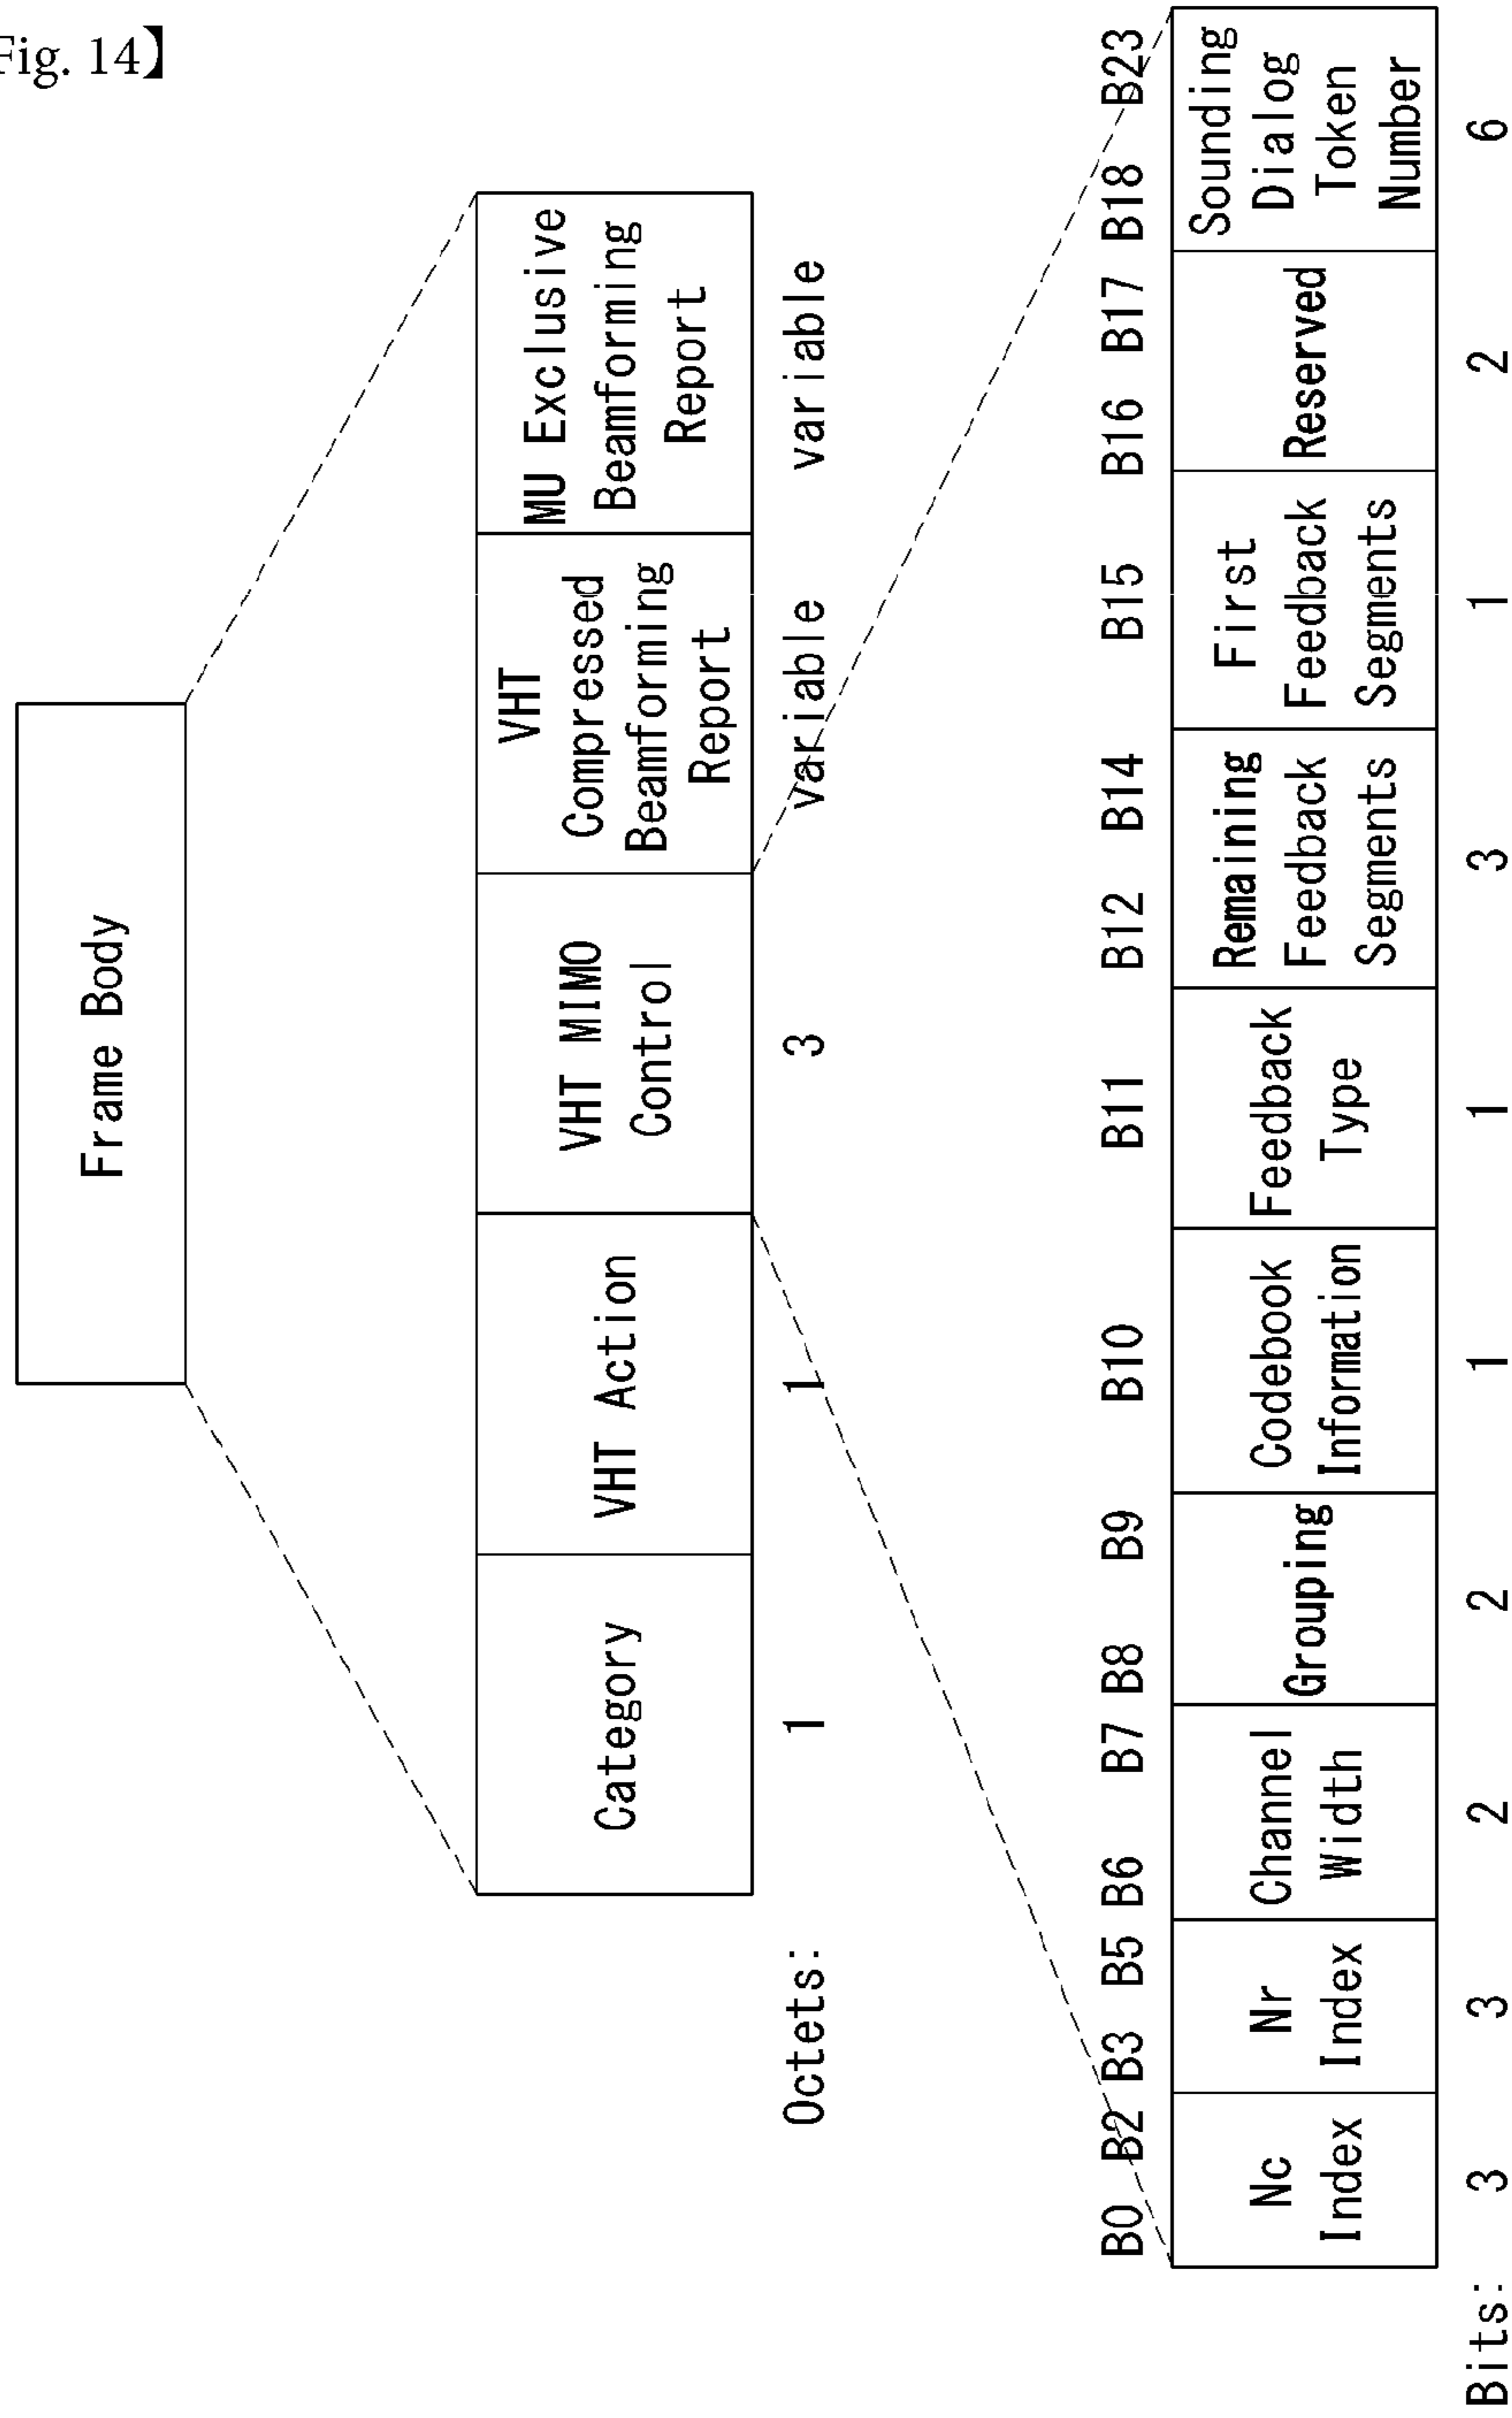 Fig. 14】
Frame Body
Category
VHT Action
VHT MIMO
Control
VHT
Compressed
Beamforming
Report
MU Exclusive
Beamforming
Report
Octets: 1 1 3 variable variable
B0 B2 B3 B5 B6 B7 B8 B9 B10 B11 B12 B14 B15 B16 B17 B18 B23
Nc
Index
Nr
Index
Channel
Width
Grouping
Codebook
Information
Feedback
Type
Remaining
Feedback
Segments
First
Feedback
Segments
Reserved
Sounding
Dialog
Token
Number
Bits: 3 3 2 2 1 1 3 1 2 6